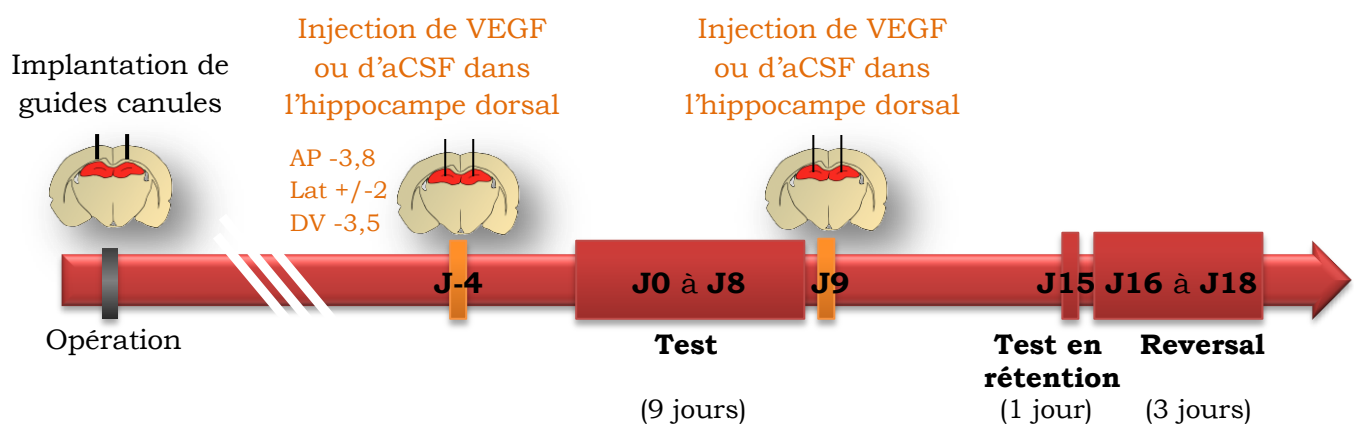 Implantation de
guides canules
Injection de VEGF
ou d’aCSF dans
l’hippocampe dorsal
AP -3,8
Lat +/-2
DV -3,5
Injection de VEGF
ou d’aCSF dans
l’hippocampe dorsal
J-4
J0 à J8
J9
J15
J16 à J18
Opération
Test
(9 jours)
Test en
rétention
(1 jour)
Reversal
(3 jours)